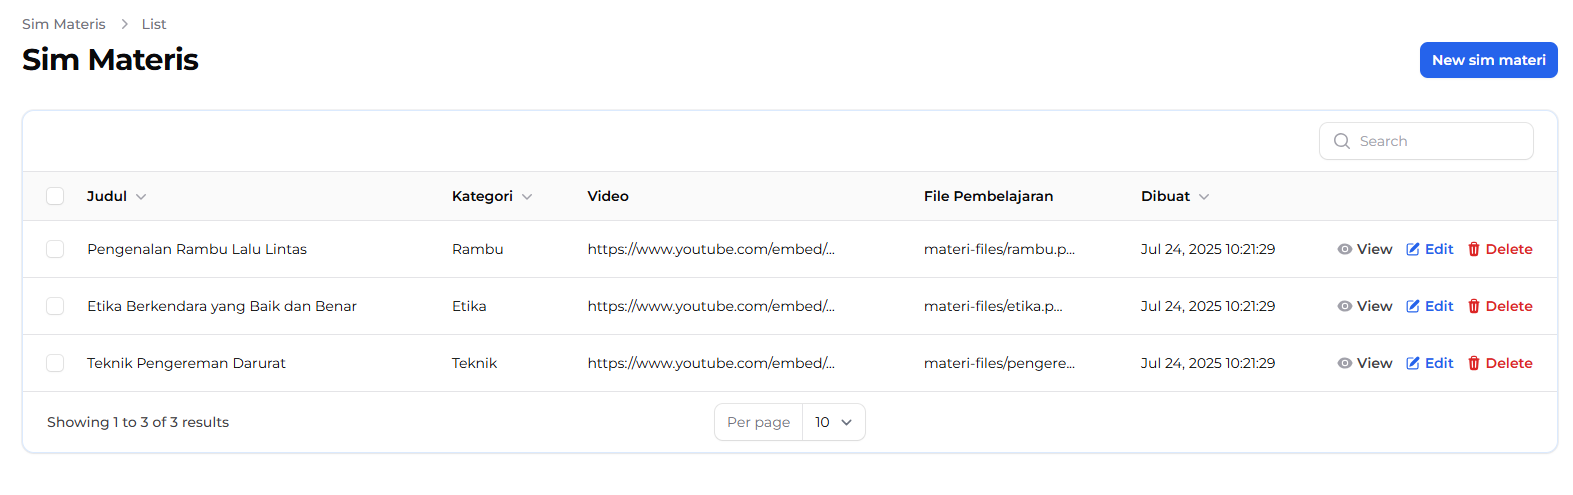 Sim Materis > List
Sim Materis
New sim materi
Search
Judul Kategori Video File Pembelajaran Dibuat
Pengenalan Rambu Lalu Lintas Rambu https://www.youtube.com/embed/... materi-files/rambu.p... Jul 24, 2025 10:21:29 View Edit Delete
Etika Berkendara yang Baik dan Benar Etika https://www.youtube.com/embed/... materi-files/etika.p... Jul 24, 2025 10:21:29 View Edit Delete
Teknik Pengereman Darurat Teknik https://www.youtube.com/embed/... materi-files/pengere... Jul 24, 2025 10:21:29 View Edit Delete
Showing 1 to 3 of 3 results Per page 10